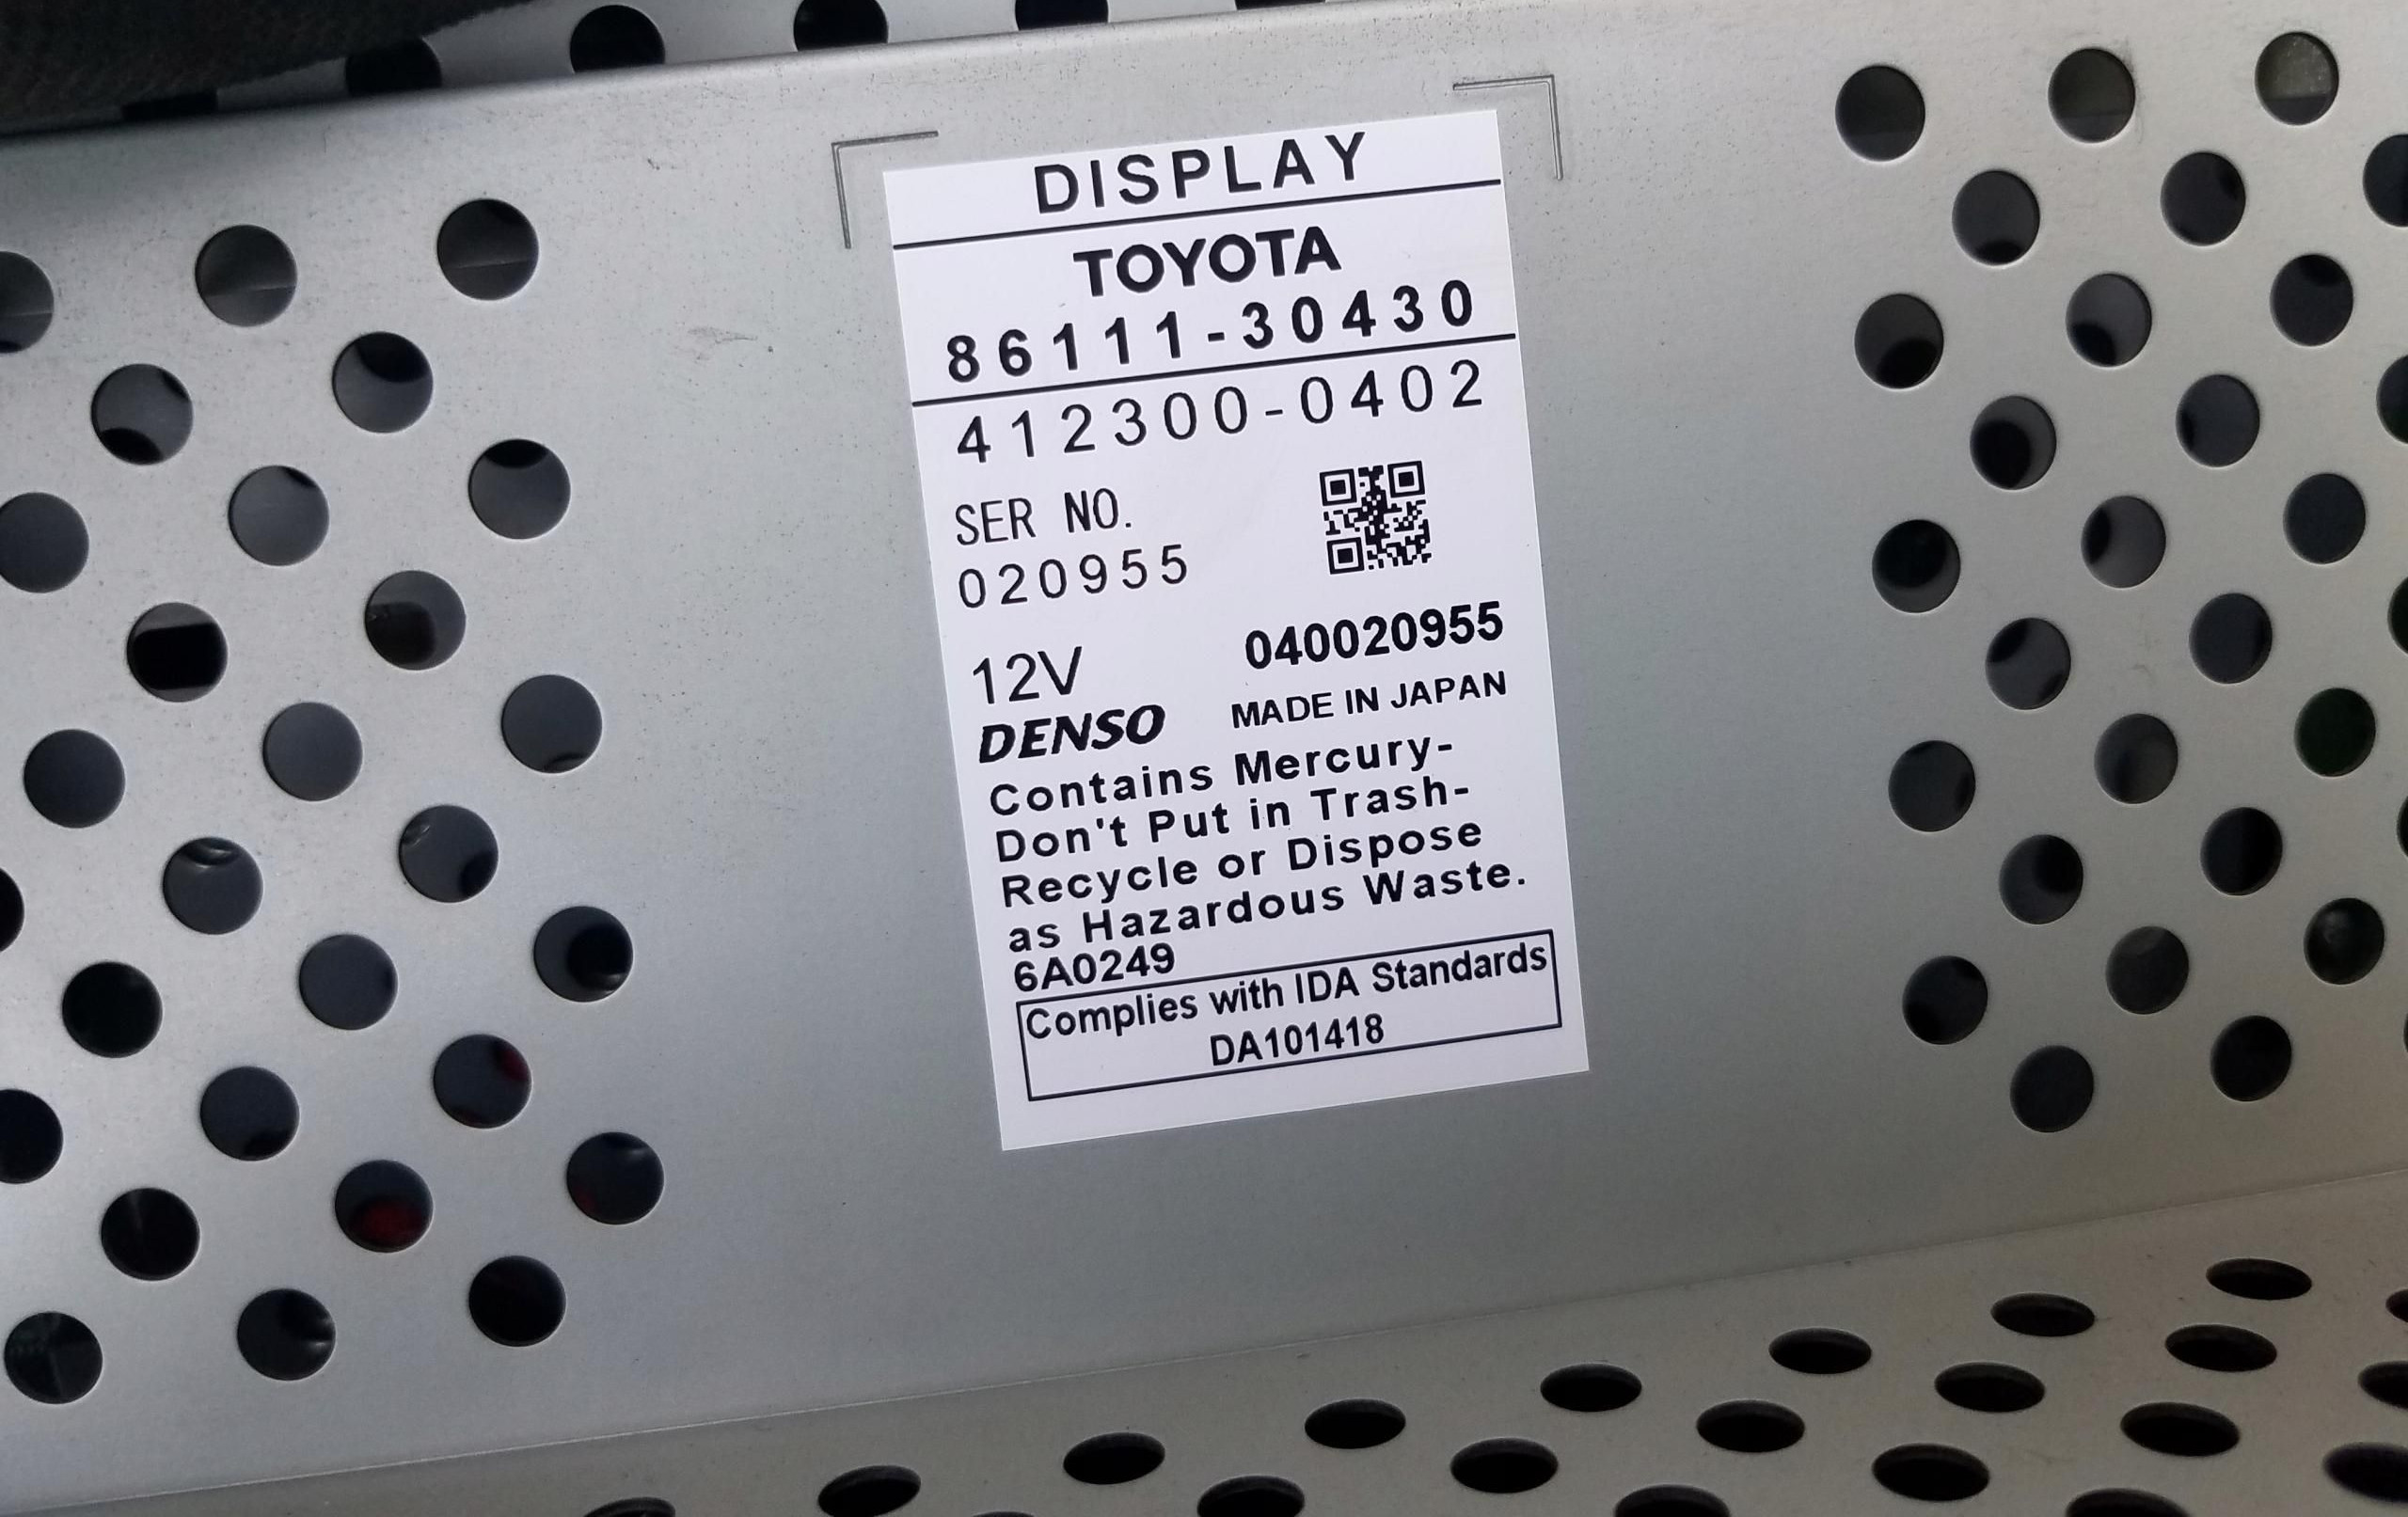 DISPLAY
TOYOTA
86111-30430
412300-0402
SER NO.
020955
12V
040020955
DENSO
MADE IN JAPAN
Contains Mercury-
Don't Put in Trash-
Recycle or Dispose
as Hazardous Waste.
6A0249
Complies with IDA Standards
DA101418